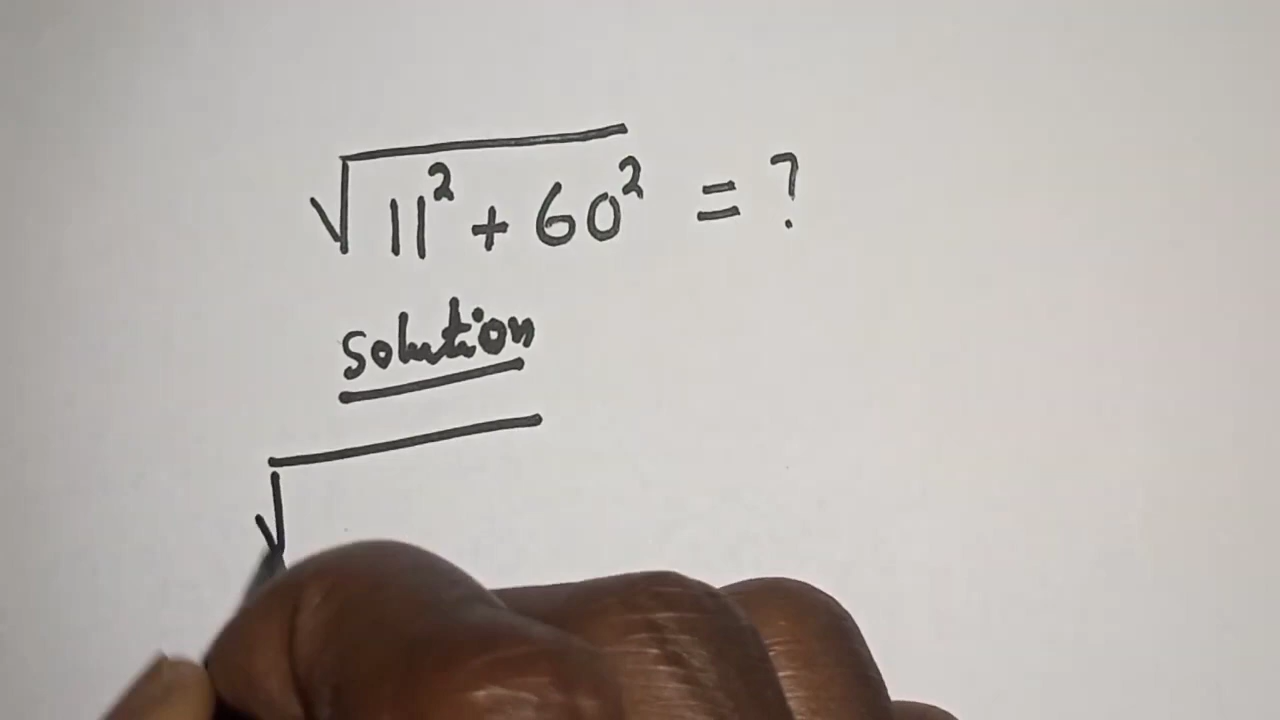 √11² + 60² = ?
Solution
√